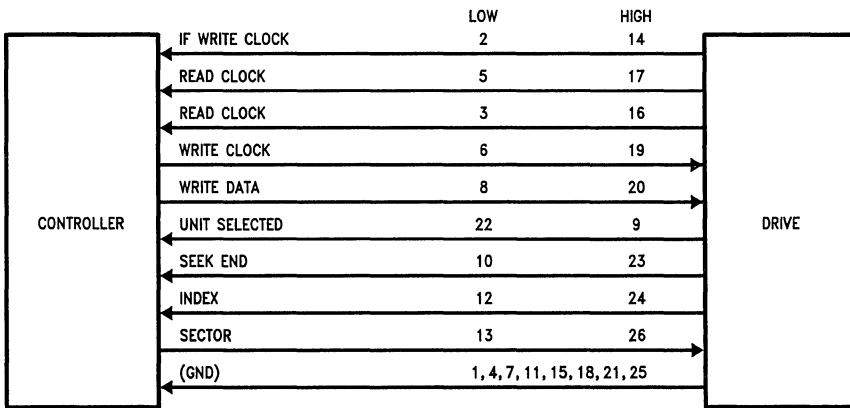 LOW HIGH
IF WRITE CLOCK 2 14
READ CLOCK 5 17
READ CLOCK 3 16
WRITE CLOCK 6 19
WRITE DATA 8 20
CONTROLLER UNIT SELECTED 22 9 DRIVE
SEEK END 10 23
INDEX 12 24
SECTOR 13 26
(GND) 1, 4, 7, 11, 15, 18, 21, 25